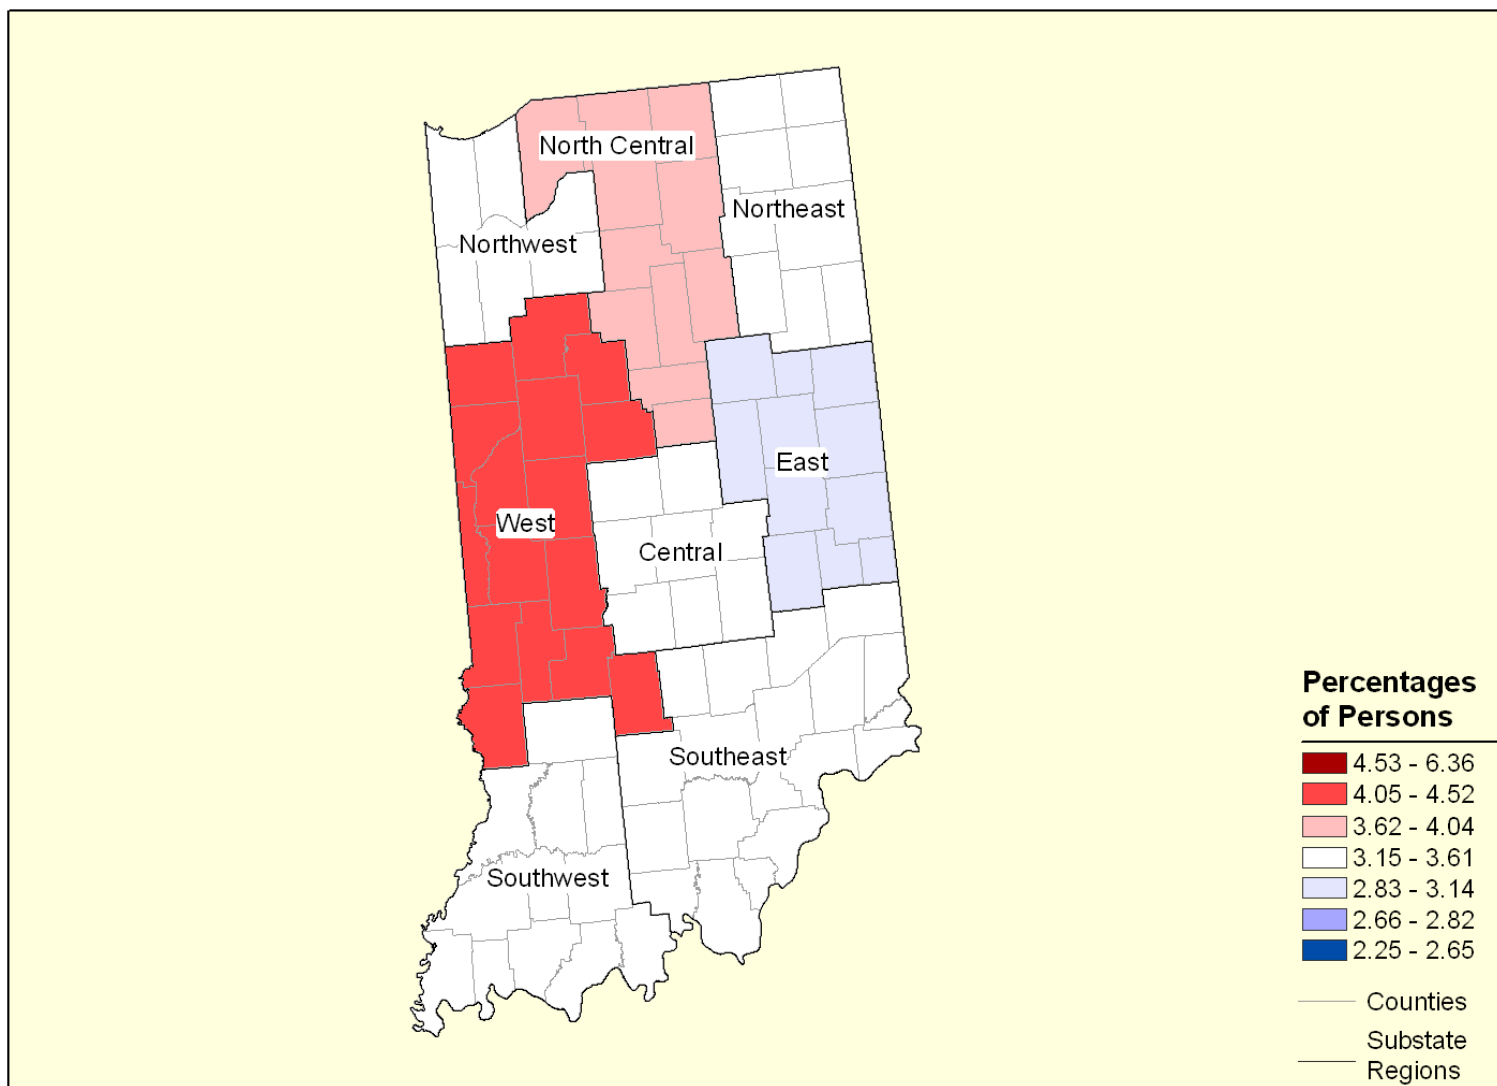 North Central
Northeast
Northwest
East
West
Central
Southeast
Southwest
Percentages
of Persons
4.53 - 6.36
4.05 - 4.52
3.62 - 4.04
3.15 - 3.61
2.83 - 3.14
2.66 - 2.82
2.25 - 2.65
Counties
Substate
Regions